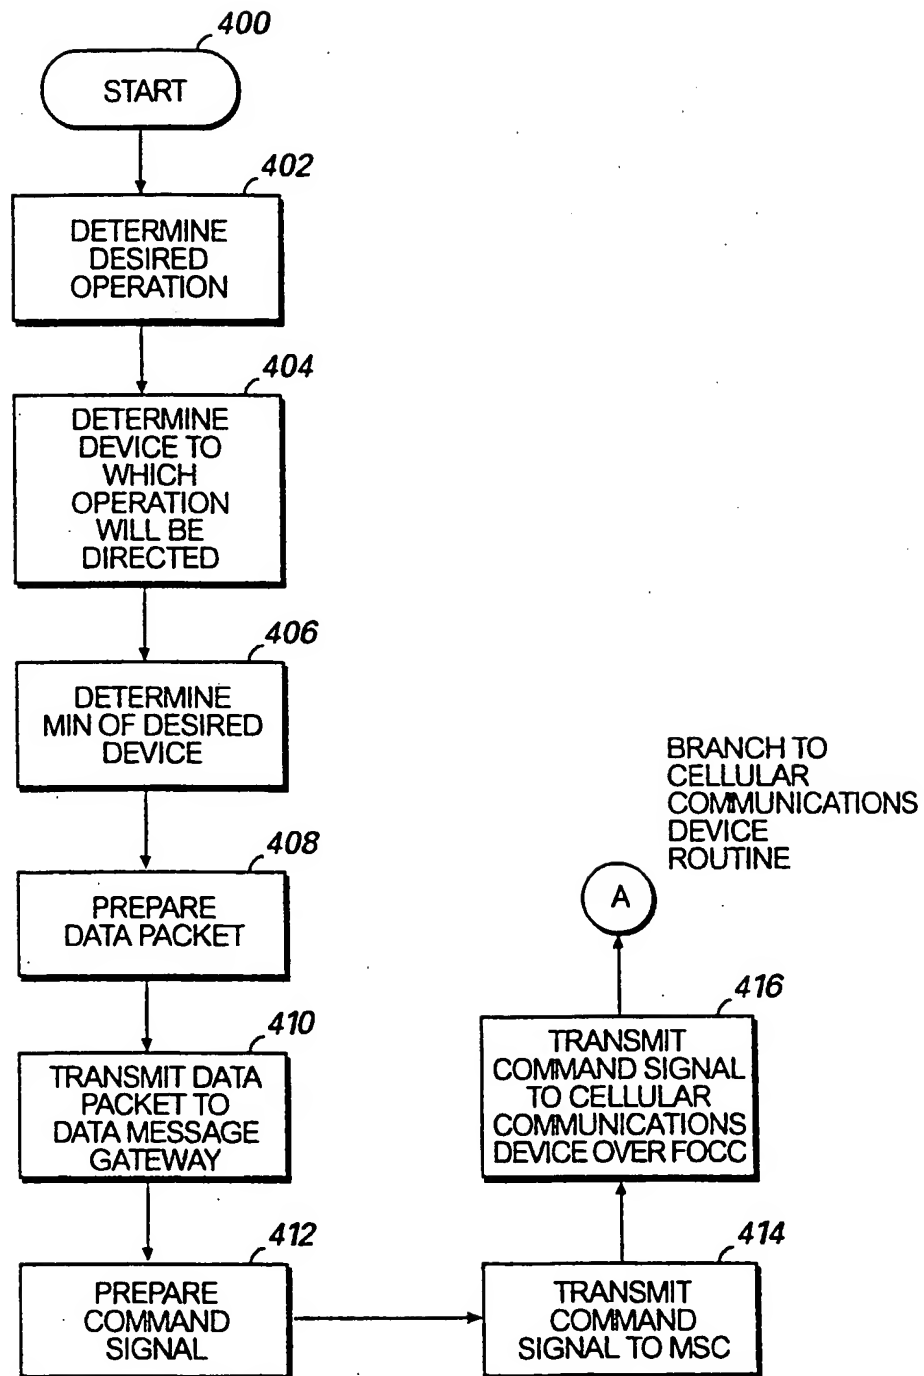 400
START
402
DETERMINE
DESIRED
OPERATION
404
DETERMINE
DEVICE TO
WHICH
OPERATION
WILL BE
DIRECTED
406
DETERMINE
MIN OF DESIRED
DEVICE
408
PREPARE
DATA PACKET
410
TRANSMIT DATA
PACKET TO
DATA MESSAGE
GATEWAY
412
PREPARE
COMMAND
SIGNAL
414
TRANSMIT
COMMAND
SIGNAL TO MSC
416
TRANSMIT
COMMAND SIGNAL
TO CELLULAR
COMMUNICATIONS
DEVICE OVER FOCC
A
BRANCH TO
CELLULAR
COMMUNICATIONS
DEVICE
ROUTINE